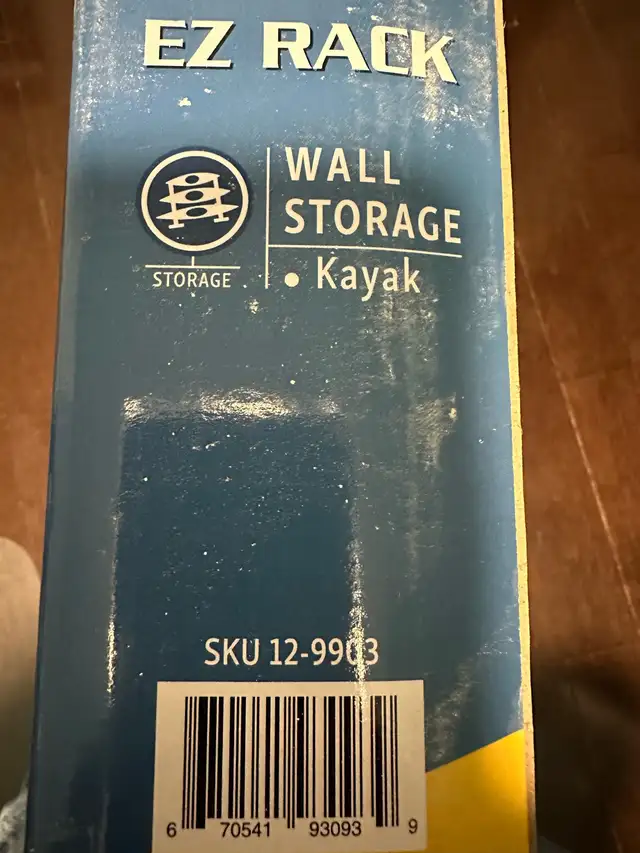 EZ RACK
WALL
STORAGE
STORAGE
• Kayak
SKU 12-9903
6 70541 93093 9